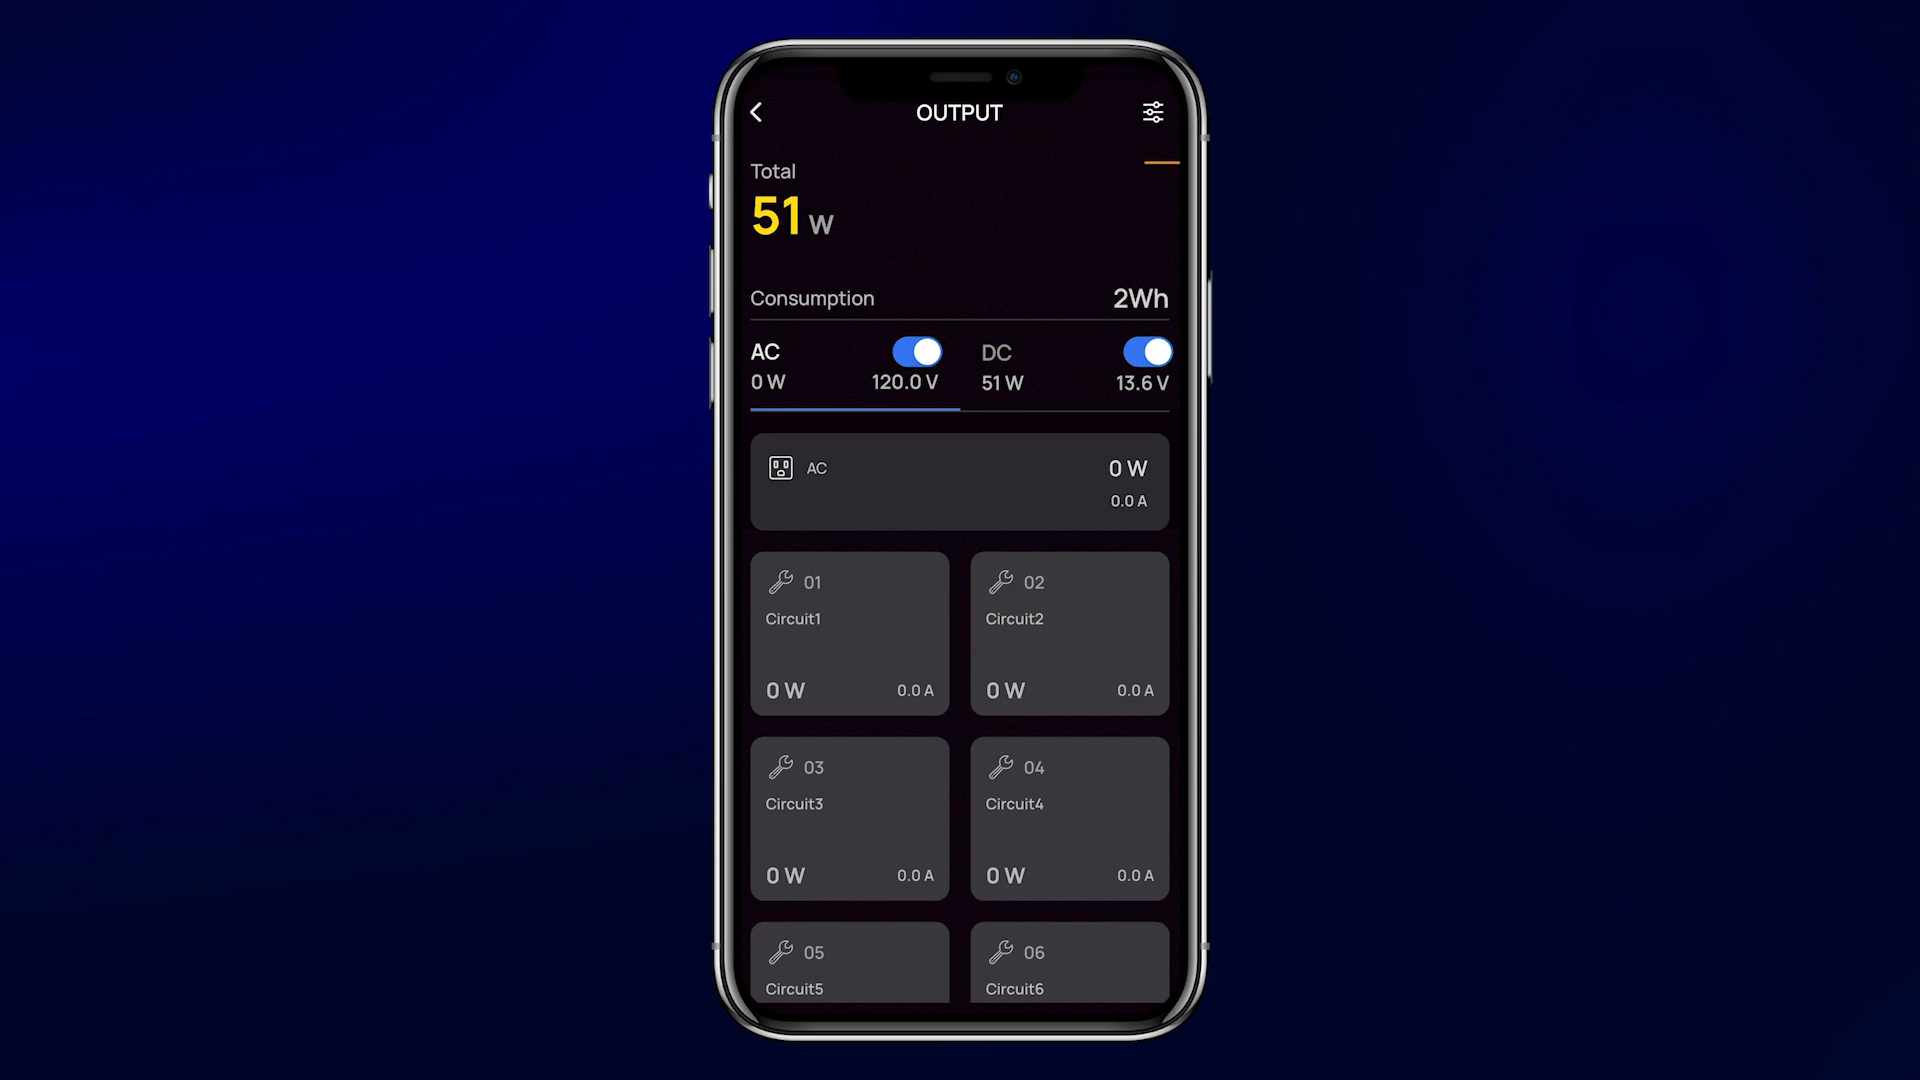 OUTPUT
Total
51 W
Consumption 2Wh
AC DC
0 W 120.0 V 51 W 13.6 V
AC 0 W
0.0 A
01 02
Circuit1 Circuit2
0 W 0.0 A 0 W 0.0 A
03 04
Circuit3 Circuit4
0 W 0.0 A 0 W 0.0 A
05 06
Circuit5 Circuit6